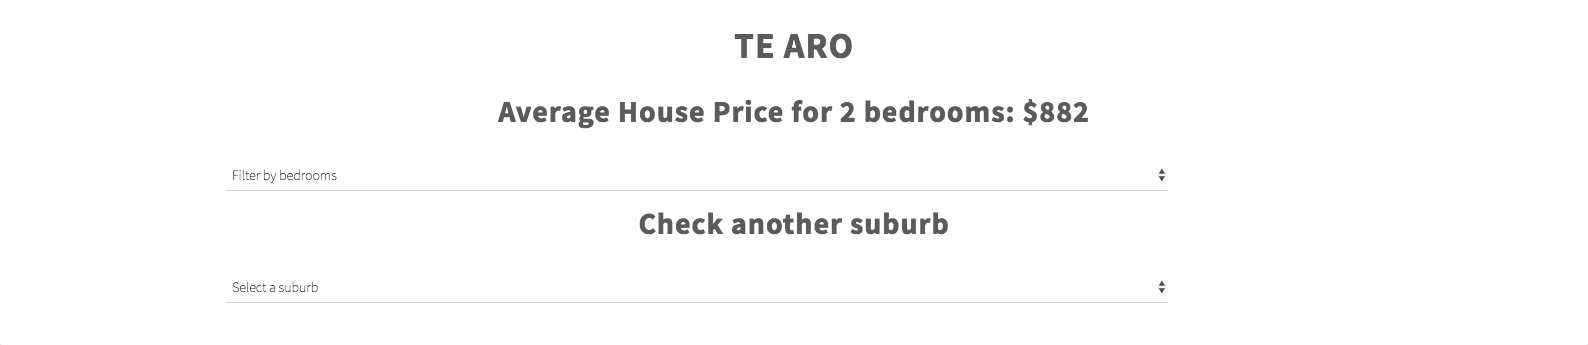 TE ARO
Average House Price for 2 bedrooms: $882
Filter by bedrooms
Check another suburb
Select a suburb